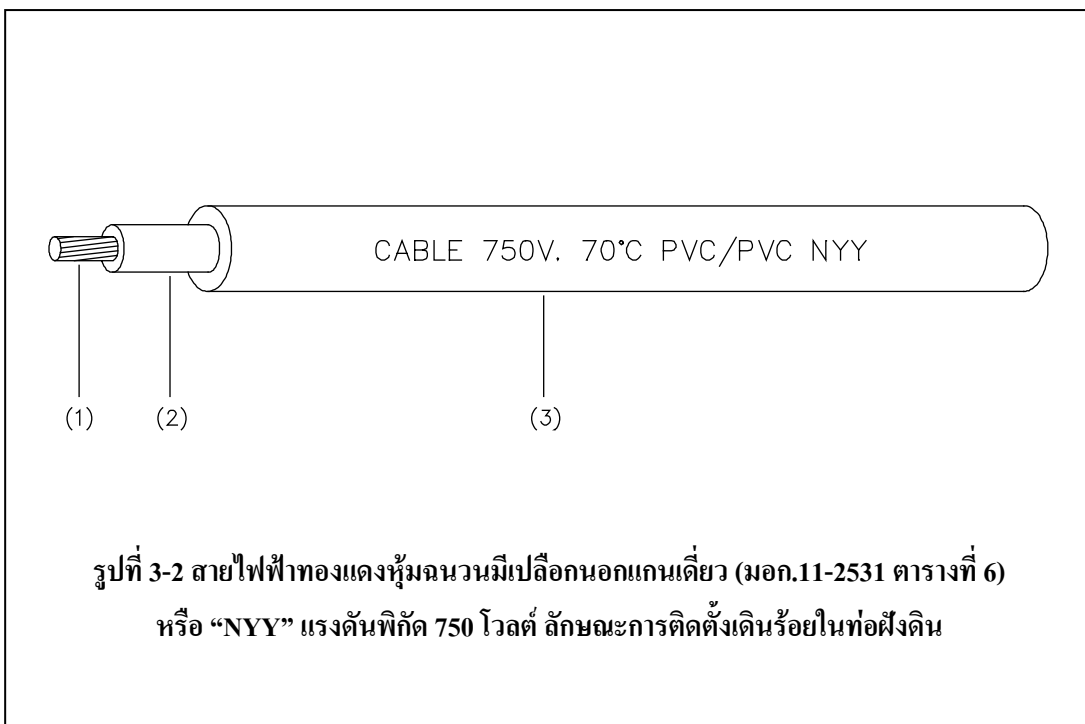 CABLE 750V. 70°C PVC/PVC NYY
(1) (2) (3)
รูปที่ 3-2 สายไฟฟ้าทองแดงหุ้มฉนวนมีเปลือกนอกแกนเดี่ยว (มอก.11-2531 ตารางที่ 6)
หรือ “NYY” แรงดันพิกัด 750 โวลต์ ลักษณะการติดตั้งเดินร้อยในท่อฝังดิน